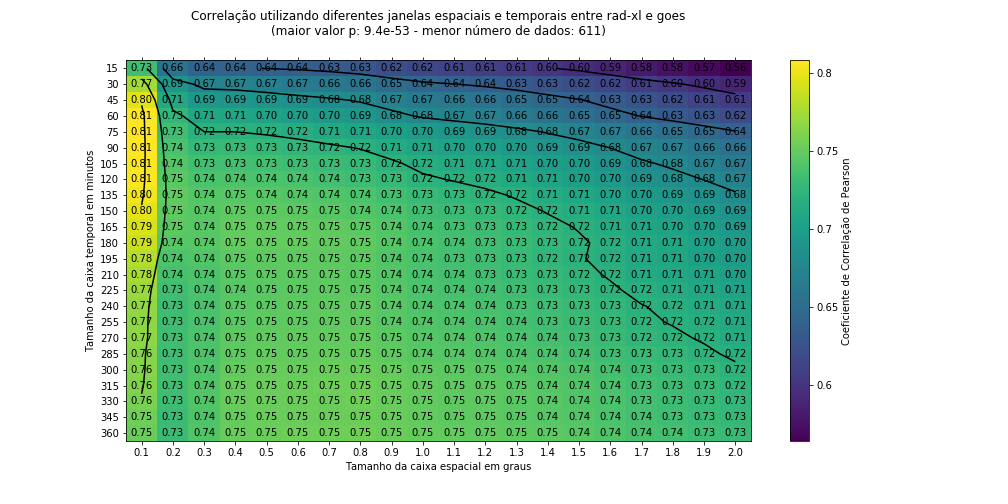 Correlação utilizando diferentes janelas espaciais e temporais entre rad-xl e goes
(maior valor p: 9.4e-53 - menor número de dados: 611)
Tamanho da caixa temporal em minutos
15 0.73 0.66 0.64 0.64 0.64 0.64 0.63 0.63 0.62 0.62 0.61 0.61 0.61 0.60 0.60 0.59 0.58 0.58 0.57 0.56
30 0.77 0.69 0.67 0.67 0.67 0.66 0.66 0.66 0.65 0.64 0.64 0.64 0.63 0.63 0.62 0.62 0.61 0.60 0.60 0.59
45 0.80 0.71 0.69 0.69 0.69 0.69 0.68 0.68 0.67 0.67 0.66 0.66 0.65 0.65 0.64 0.63 0.63 0.62 0.61 0.61
60 0.81 0.73 0.71 0.71 0.70 0.70 0.70 0.69 0.68 0.68 0.67 0.67 0.66 0.66 0.65 0.65 0.64 0.63 0.63 0.62
75 0.81 0.73 0.72 0.72 0.72 0.72 0.71 0.71 0.70 0.70 0.69 0.69 0.68 0.68 0.67 0.67 0.66 0.65 0.65 0.64
90 0.81 0.74 0.73 0.73 0.73 0.73 0.72 0.72 0.71 0.71 0.70 0.70 0.70 0.69 0.69 0.68 0.67 0.67 0.66 0.66
105 0.81 0.74 0.73 0.73 0.73 0.73 0.73 0.73 0.72 0.72 0.71 0.71 0.71 0.70 0.70 0.69 0.68 0.68 0.67 0.67
120 0.81 0.75 0.74 0.74 0.74 0.74 0.74 0.73 0.73 0.72 0.72 0.72 0.71 0.71 0.70 0.70 0.69 0.68 0.68 0.67
135 0.80 0.75 0.74 0.74 0.74 0.74 0.74 0.74 0.73 0.73 0.73 0.72 0.72 0.71 0.71 0.70 0.70 0.69 0.69 0.68
150 0.80 0.75 0.74 0.75 0.75 0.75 0.75 0.74 0.74 0.73 0.73 0.73 0.72 0.72 0.71 0.71 0.70 0.70 0.69 0.69
165 0.79 0.75 0.74 0.75 0.75 0.75 0.75 0.75 0.74 0.74 0.73 0.73 0.73 0.72 0.72 0.71 0.71 0.70 0.70 0.69
180 0.79 0.74 0.74 0.75 0.75 0.75 0.75 0.75 0.74 0.74 0.74 0.73 0.73 0.73 0.72 0.72 0.71 0.71 0.70 0.70
195 0.78 0.74 0.74 0.75 0.75 0.75 0.75 0.75 0.74 0.74 0.73 0.73 0.73 0.73 0.72 0.72 0.71 0.71 0.70 0.70
210 0.78 0.74 0.74 0.75 0.75 0.75 0.75 0.75 0.74 0.74 0.74 0.73 0.73 0.73 0.72 0.72 0.71 0.71 0.71 0.70
225 0.77 0.73 0.74 0.75 0.75 0.75 0.75 0.75 0.74 0.74 0.74 0.74 0.73 0.73 0.73 0.72 0.72 0.71 0.71 0.71
240 0.77 0.73 0.74 0.75 0.75 0.75 0.75 0.75 0.74 0.74 0.74 0.74 0.74 0.73 0.73 0.73 0.72 0.72 0.71 0.71
255 0.77 0.73 0.74 0.75 0.75 0.75 0.75 0.75 0.74 0.74 0.74 0.74 0.74 0.73 0.73 0.73 0.72 0.72 0.72 0.71
270 0.77 0.73 0.74 0.75 0.75 0.75 0.75 0.75 0.75 0.74 0.74 0.74 0.74 0.74 0.73 0.73 0.72 0.72 0.72 0.71
285 0.76 0.73 0.74 0.75 0.75 0.75 0.75 0.75 0.75 0.74 0.74 0.74 0.74 0.74 0.73 0.73 0.73 0.72 0.72 0.72
300 0.76 0.73 0.74 0.75 0.75 0.75 0.75 0.75 0.75 0.75 0.75 0.75 0.74 0.74 0.74 0.73 0.73 0.73 0.73 0.72
315 0.76 0.73 0.74 0.75 0.75 0.75 0.75 0.75 0.75 0.75 0.75 0.75 0.74 0.74 0.74 0.74 0.73 0.73 0.73 0.72
330 0.76 0.73 0.74 0.75 0.75 0.75 0.75 0.75 0.75 0.75 0.75 0.75 0.75 0.74 0.74 0.74 0.74 0.73 0.73 0.73
345 0.75 0.73 0.74 0.75 0.75 0.75 0.75 0.75 0.75 0.75 0.75 0.75 0.75 0.75 0.74 0.74 0.74 0.73 0.73 0.73
360 0.75 0.73 0.74 0.75 0.75 0.75 0.75 0.75 0.75 0.75 0.75 0.75 0.75 0.75 0.74 0.74 0.74 0.74 0.73 0.73
0.1 0.2 0.3 0.4 0.5 0.6 0.7 0.8 0.9 1.0 1.1 1.2 1.3 1.4 1.5 1.6 1.7 1.8 1.9 2.0
Tamanho da caixa espacial em graus
0.8
0.75
0.7
0.65
0.6
Coeficiente de Correlação de Pearson